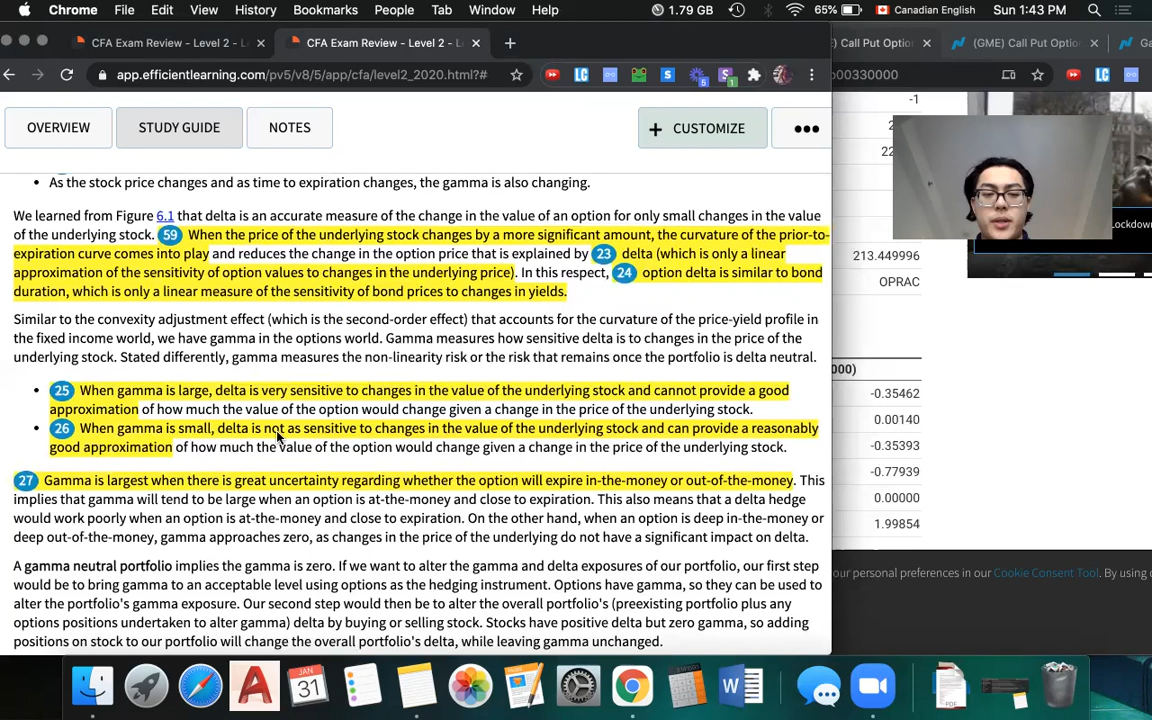 Chrome File Edit View History Bookmarks People Tab Window Help 1.79 GB 65% Canadian English Sun 1:43 PM
CFA Exam Review - Level 2 - L CFA Exam Review - Level 2 - L ) Call Put Optio (GME) Call Put Option Ga
app.efficientlearning.com/pv5/v8/5/app/cfa/level2_2020.html?# 00330000
OVERVIEW STUDY GUIDE NOTES + CUSTOMIZE
As the stock price changes and as time to expiration changes, the gamma is also changing.
We learned from Figure 6.1 that delta is an accurate measure of the change in the value of an option for only small changes in the value
of the underlying stock. 59 When the price of the underlying stock changes by a more significant amount, the curvature of the prior-to-
expiration curve comes into play and reduces the change in the option price that is explained by 23 delta (which is only a linear
approximation of the sensitivity of option values to changes in the underlying price). In this respect, 24 option delta is similar to bond
duration, which is only a linear measure of the sensitivity of bond prices to changes in yields.
Similar to the convexity adjustment effect (which is the second-order effect) that accounts for the curvature of the price-yield profile in
the fixed income world, we have gamma in the options world. Gamma measures how sensitive delta is to changes in the price of the
underlying stock. Stated differently, gamma measures the non-linearity risk or the risk that remains once the portfolio is delta neutral.
25 When gamma is large, delta is very sensitive to changes in the value of the underlying stock and cannot provide a good
approximation of how much the value of the option would change given a change in the price of the underlying stock.
26 When gamma is small, delta is not as sensitive to changes in the value of the underlying stock and can provide a reasonably
good approximation of how much the value of the option would change given a change in the price of the underlying stock.
27 Gamma is largest when there is great uncertainty regarding whether the option will expire in-the-money or out-of-the-money. This
implies that gamma will tend to be large when an option is at-the-money and close to expiration. This also means that a delta hedge
would work poorly when an option is at-the-money and close to expiration. On the other hand, when an option is deep in-the-money or
deep out-of-the-money, gamma approaches zero, as changes in the price of the underlying do not have a significant impact on delta.
A gamma neutral portfolio implies the gamma is zero. If we want to alter the gamma and delta exposures of our portfolio, our first step
would be to bring gamma to an acceptable level using options as the hedging instrument. Options have gamma, so they can be used to
alter the portfolio's gamma exposure. Our second step would then be to alter the overall portfolio's (preexisting portfolio plus any
options positions undertaken to alter gamma) delta by buying or selling stock. Stocks have positive delta but zero gamma, so adding
positions on stock to our portfolio will change the overall portfolio's delta, while leaving gamma unchanged.
-1
2
22
Lockdown
213.449996
OPRAC
000)
-0.35462
0.00140
-0.35393
-0.77939
0.00000
1.99854
our personal preferences in our Cookie Consent Tool. By using o
JAN
31
PDF